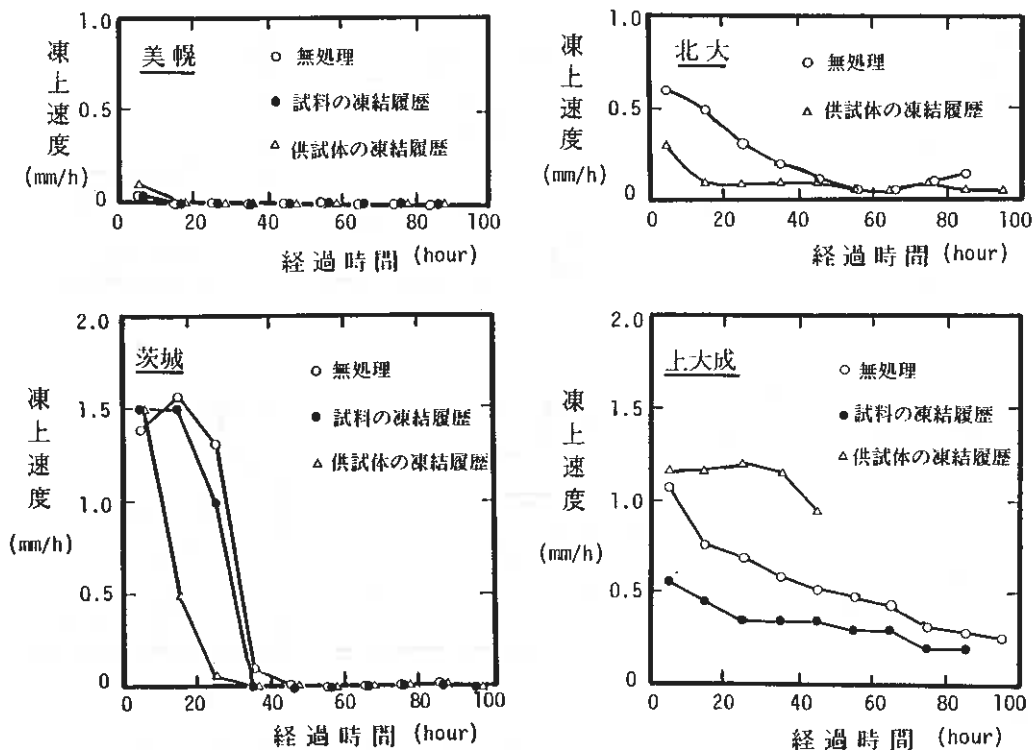 1.0
0.5
0
凍上速度
(mm/h)
美幌
○ 無処理
● 試料の凍結履歴
△ 供試体の凍結履歴
0 20 40 60 80 100
経過時間 (hour)
1.0
0.5
0
凍上速度
(mm/h)
北大
○ 無処理
△ 供試体の凍結履歴
0 20 40 60 80 100
経過時間 (hour)
2.0
1.5
1.0
0.5
0
凍上速度
(mm/h)
茨城
○ 無処理
● 試料の凍結履歴
△ 供試体の凍結履歴
0 20 40 60 80 100
経過時間 (hour)
2.0
1.5
1.0
0.5
0
凍上速度
(mm/h)
上大成
○ 無処理
● 試料の凍結履歴
△ 供試体の凍結履歴
0 20 40 60 80 100
経過時間 (hour)